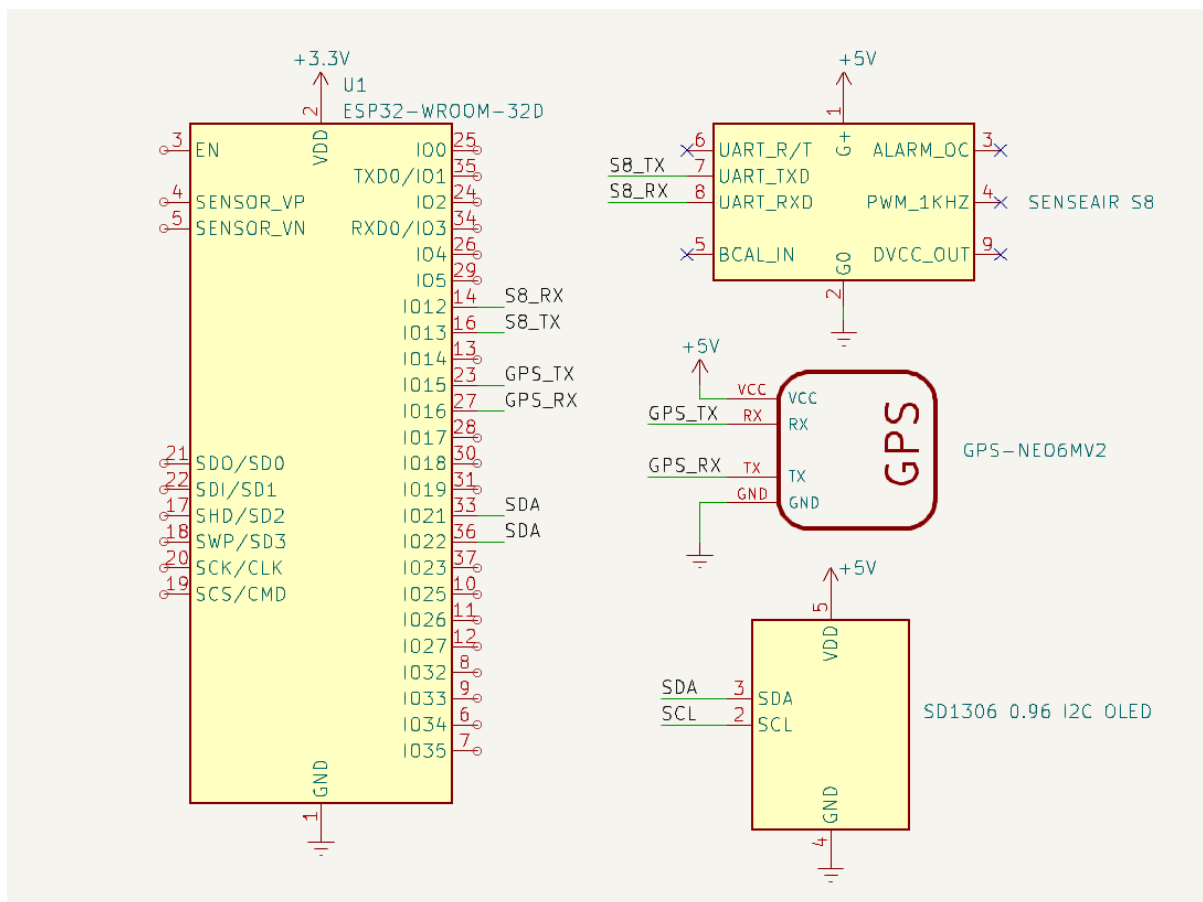 +3.3V
U1
ESP32-WROOM-32D
2
VDD
3
EN
4
SENSOR_VP
5
SENSOR_VN
21
SDO/SD0
22
SDI/SD1
17
SHD/SD2
18
SWP/SD3
20
SCK/CLK
19
SCS/CMD
IO0
25
TXD0/IO1
35
IO2
24
RXD0/IO3
34
IO4
26
IO5
29
IO12
14
S8_RX
IO13
16
S8_TX
IO14
13
IO15
23
GPS_TX
IO16
27
GPS_RX
IO17
28
IO18
30
IO19
31
IO21
33
SDA
IO22
36
SDA
IO23
37
IO25
10
IO26
11
IO27
12
IO32
8
IO33
9
IO34
6
IO35
7
GND
1
+5V
1
G+
6
UART_R/T
S8_TX
7
UART_TXD
S8_RX
8
UART_RXD
5
BCAL_IN
ALARM_OC
3
PWM_1KHZ
4
DVCC_OUT
9
G0
2
SENSEAIR S8
+5V
VCC
VCC
GPS_TX
RX
RX
GPS_RX
TX
TX
GND
GND
GPS
GPS-NEO6MV2
+5V
5
VDD
SDA
3
SDA
SCL
2
SCL
GND
4
SD1306 0.96 I2C OLED